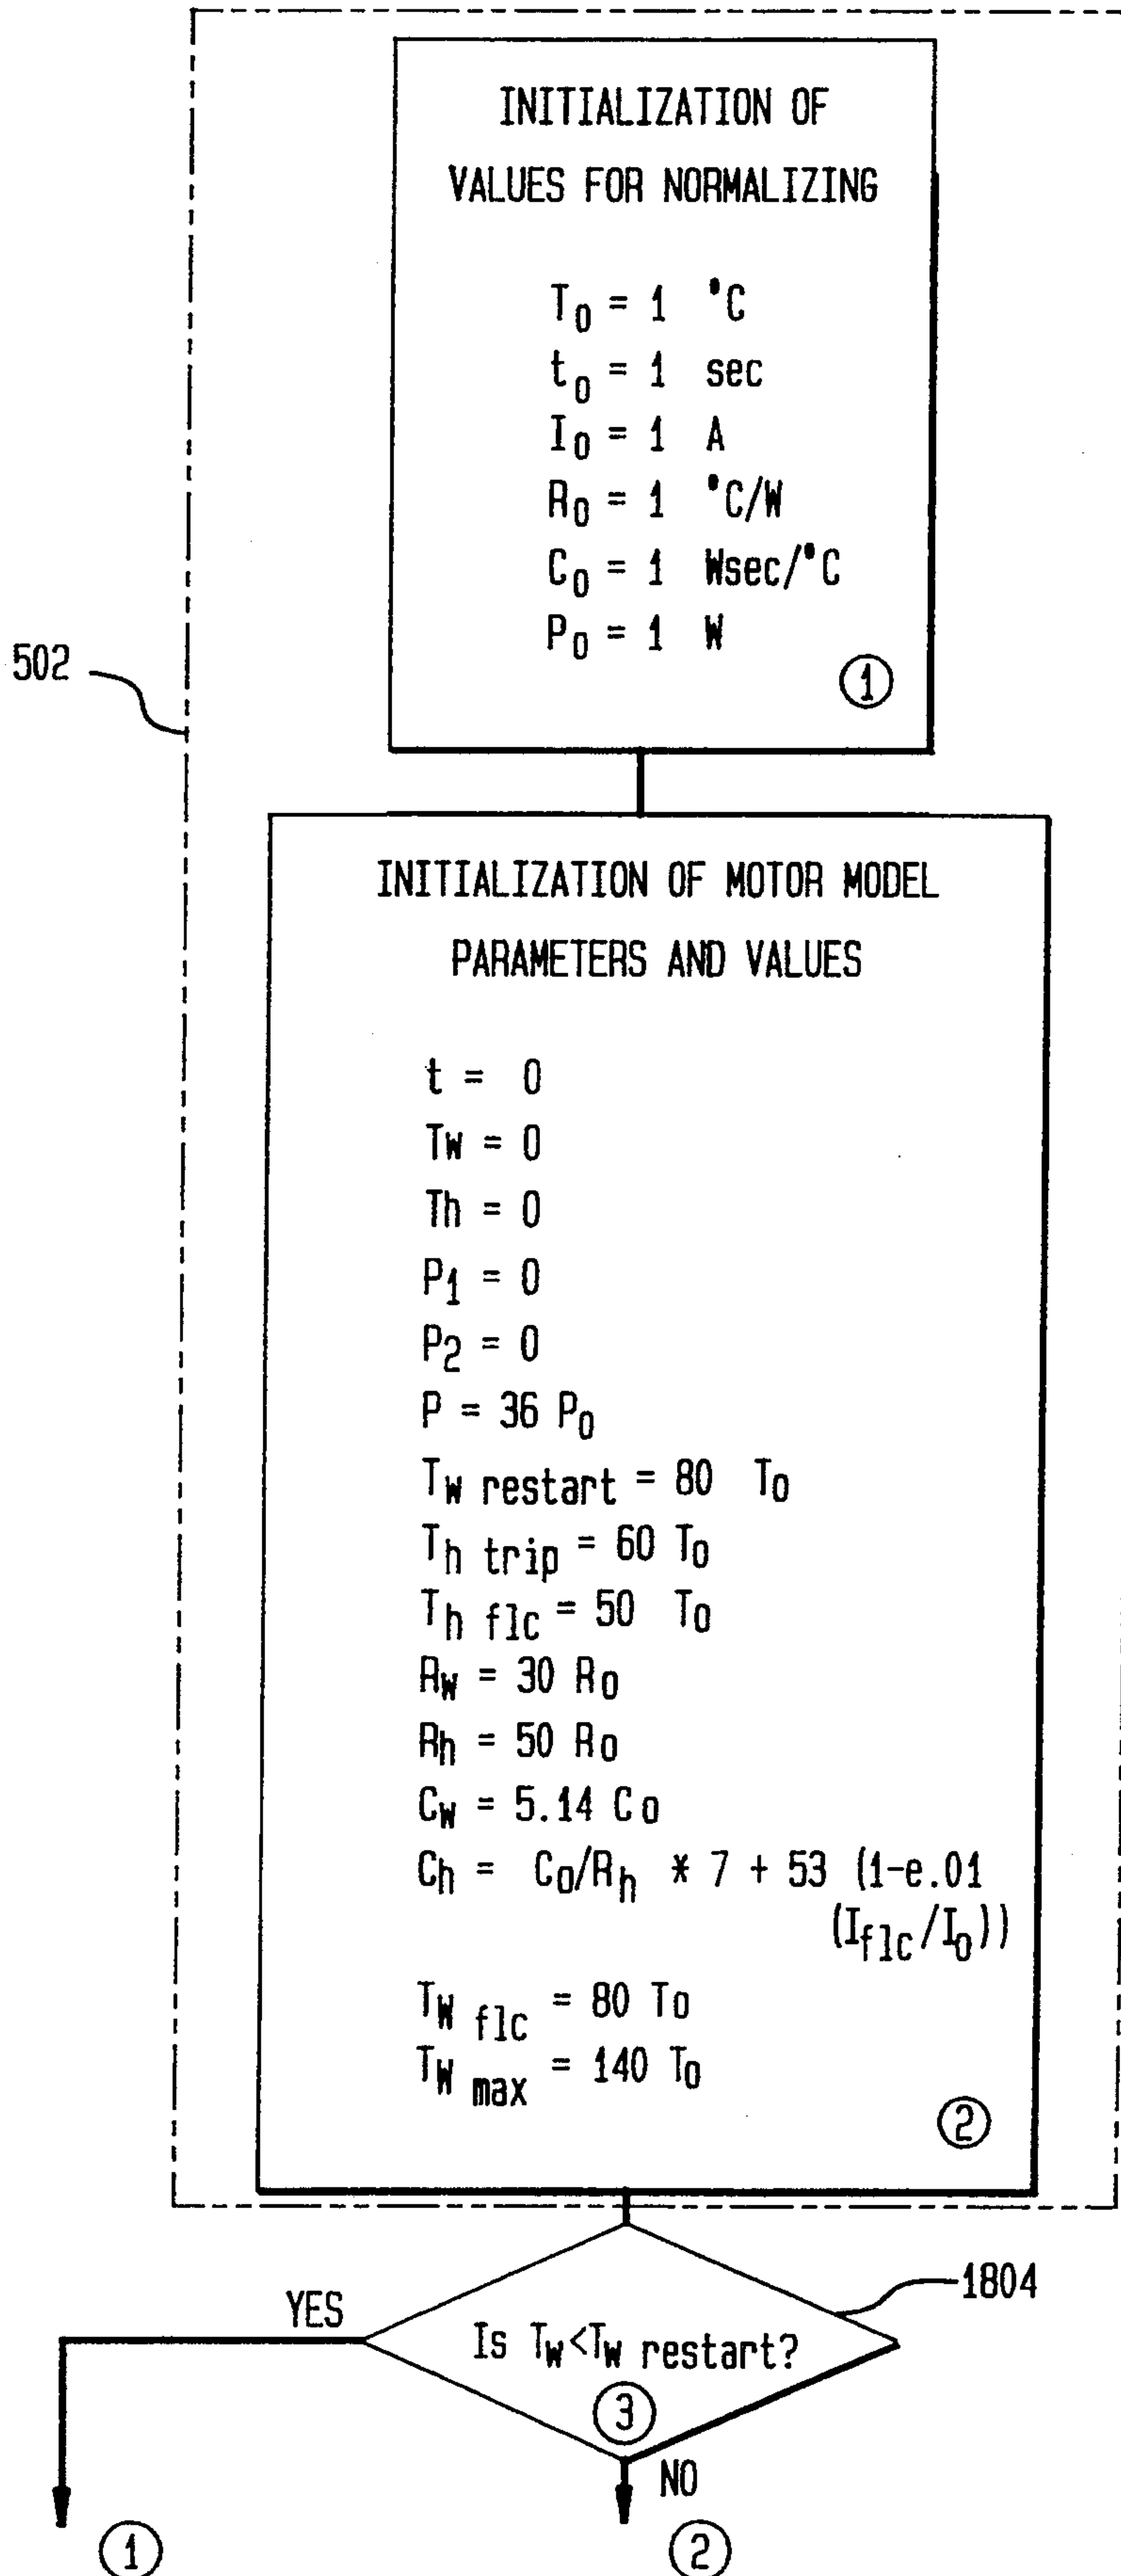 INITIALIZATION OF
VALUES FOR NORMALIZING
T0 = 1 °C
t0 = 1 sec
I0 = 1 A
R0 = 1 °C/W
C0 = 1 Wsec/°C
P0 = 1 W
1
502
INITIALIZATION OF MOTOR MODEL
PARAMETERS AND VALUES
t = 0
Tw = 0
Th = 0
P1 = 0
P2 = 0
P = 36 P0
Tw restart = 80 T0
Th trip = 60 T0
Th flc = 50 T0
Rw = 30 R0
Rh = 50 R0
Cw = 5.14 C0
Ch = C0/Rh * 7 + 53 (1-e.01
(Iflc/I0))
TW flc = 80 T0
TW max = 140 T0
2
1804
YES
Is Tw<Tw restart?
3
NO
1
2